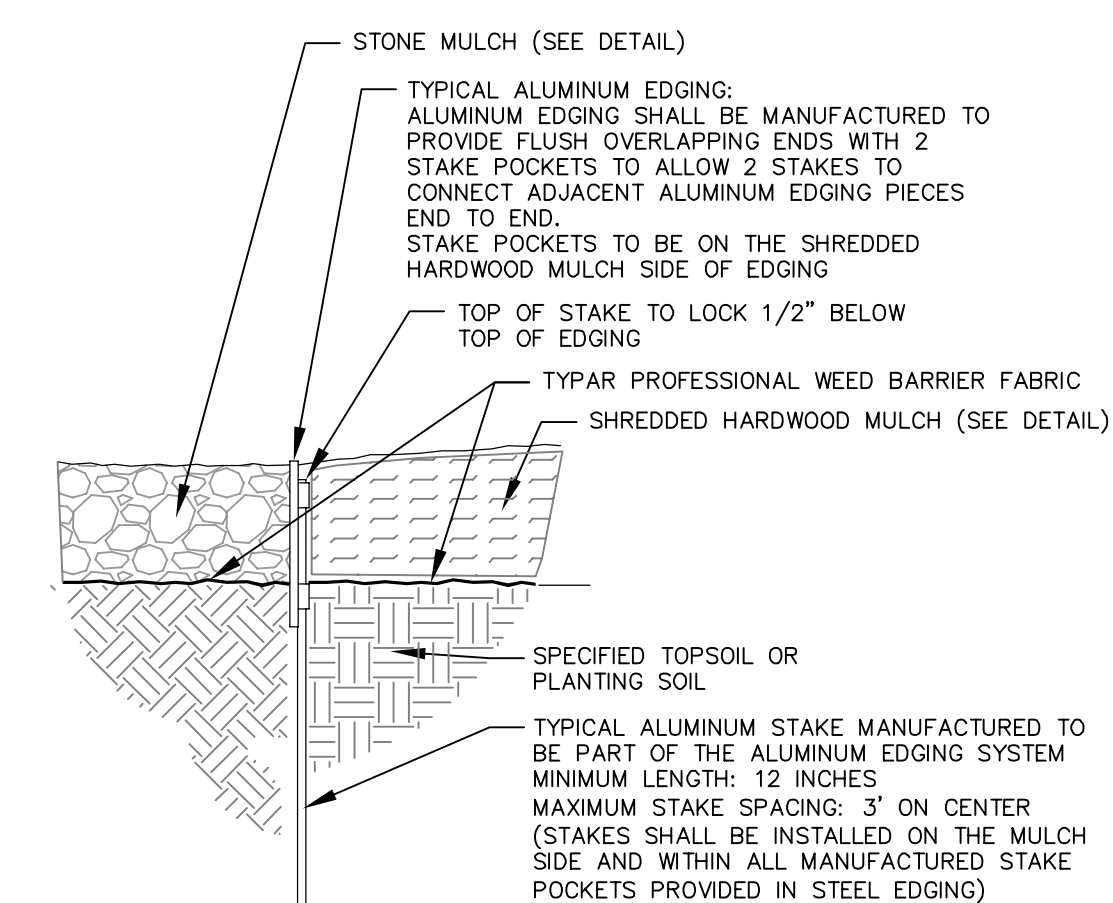 STONE MULCH (SEE DETAIL)
TYPICAL ALUMINUM EDGING:
ALUMINUM EDGING SHALL BE MANUFACTURED TO
PROVIDE FLUSH OVERLAPPING ENDS WITH 2
STAKE POCKETS TO ALLOW 2 STAKES TO
CONNECT ADJACENT ALUMINUM EDGING PIECES
END TO END.
STAKE POCKETS TO BE ON THE SHREDDED
HARDWOOD MULCH SIDE OF EDGING
TOP OF STAKE TO LOCK 1/2" BELOW
TOP OF EDGING
TYPAR PROFESSIONAL WEED BARRIER FABRIC
SHREDDED HARDWOOD MULCH (SEE DETAIL)
SPECIFIED TOPSOIL OR
PLANTING SOIL
TYPICAL ALUMINUM STAKE MANUFACTURED TO
BE PART OF THE ALUMINUM EDGING SYSTEM
MINIMUM LENGTH: 12 INCHES
MAXIMUM STAKE SPACING: 3' ON CENTER
(STAKES SHALL BE INSTALLED ON THE MULCH
SIDE AND WITHIN ALL MANUFACTURED STAKE
POCKETS PROVIDED IN STEEL EDGING)